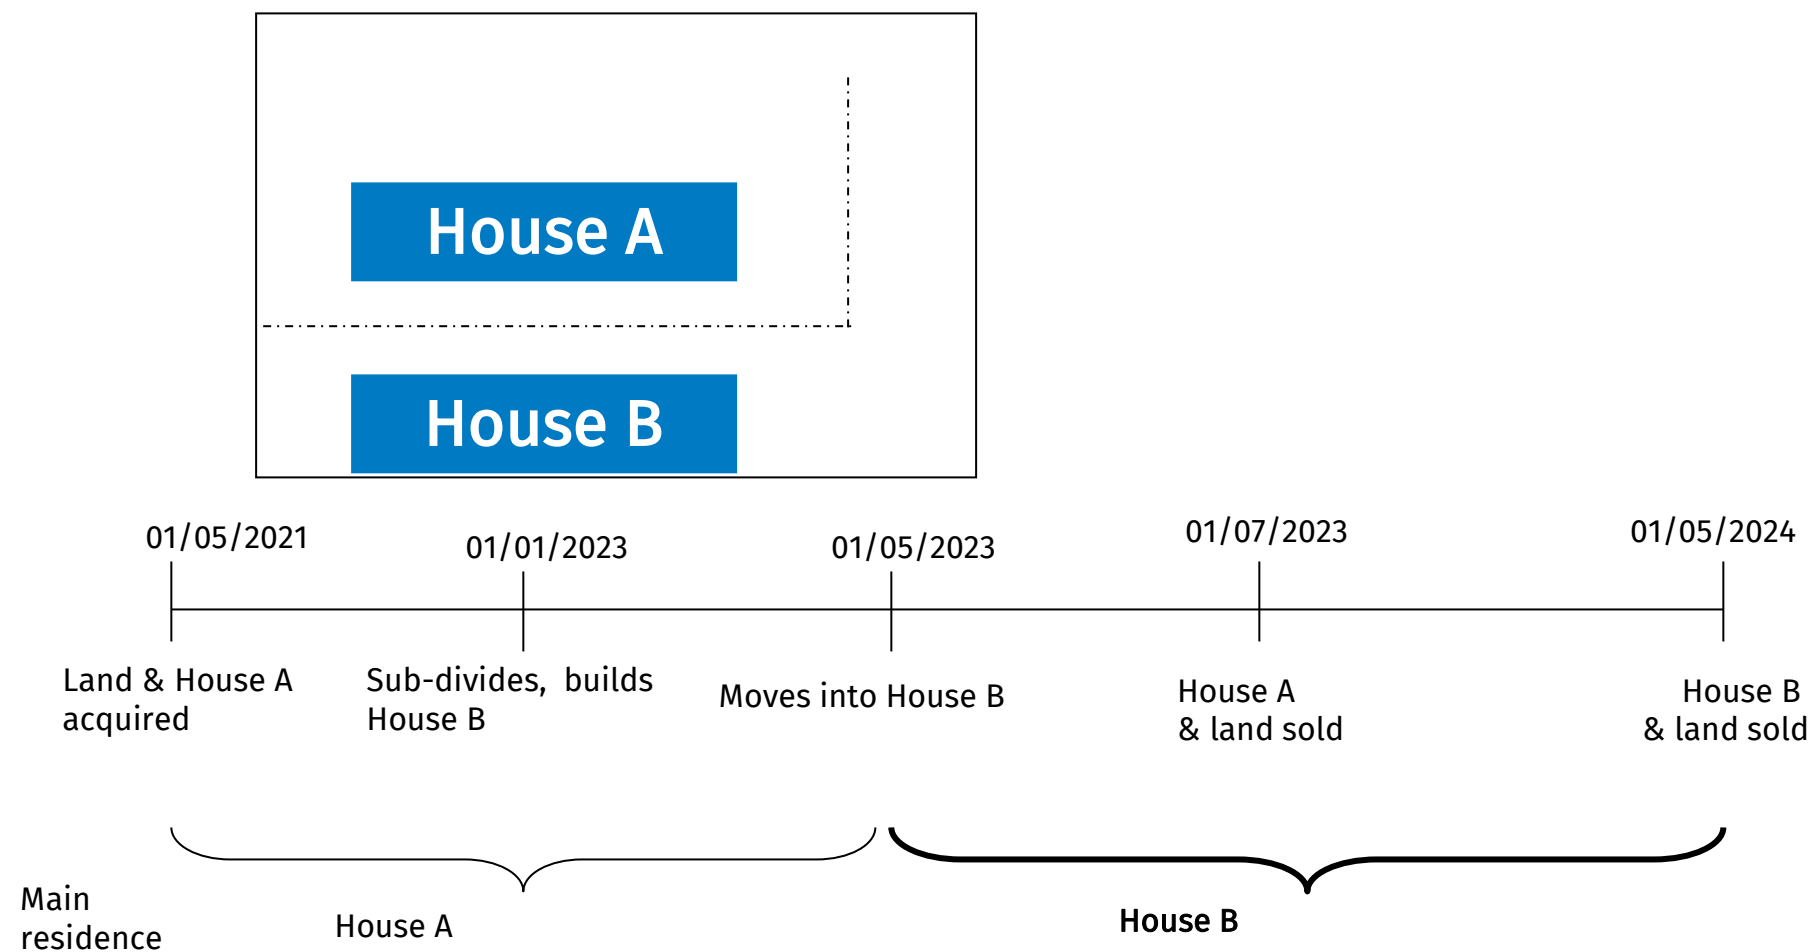 House A
House B
01/05/2021
01/01/2023
01/05/2023
01/07/2023
01/05/2024
Land & House A
acquired
Sub-divides,  builds
House B
Moves into House B
House A
& land sold
House B
& land sold
Main
residence
House A
House B